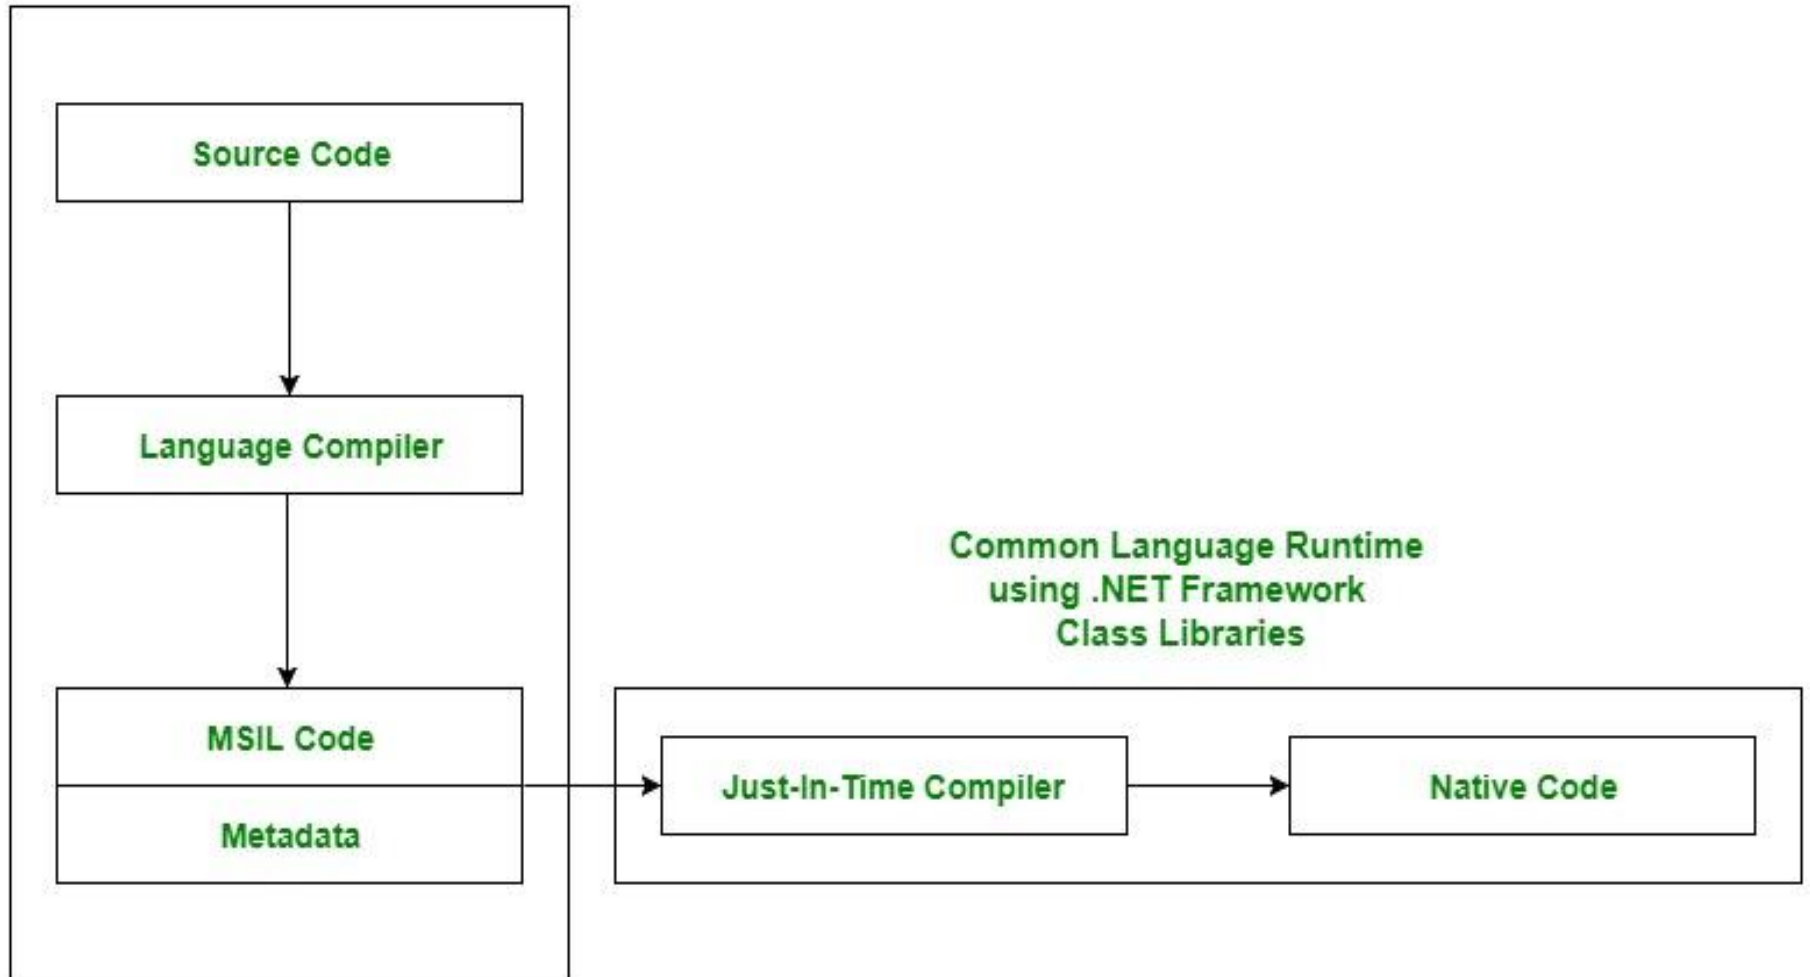 Source Code
Language Compiler
Common Language Runtime
using .NET Framework
Class Libraries
MSIL Code
Metadata
Just-In-Time Compiler
Native Code